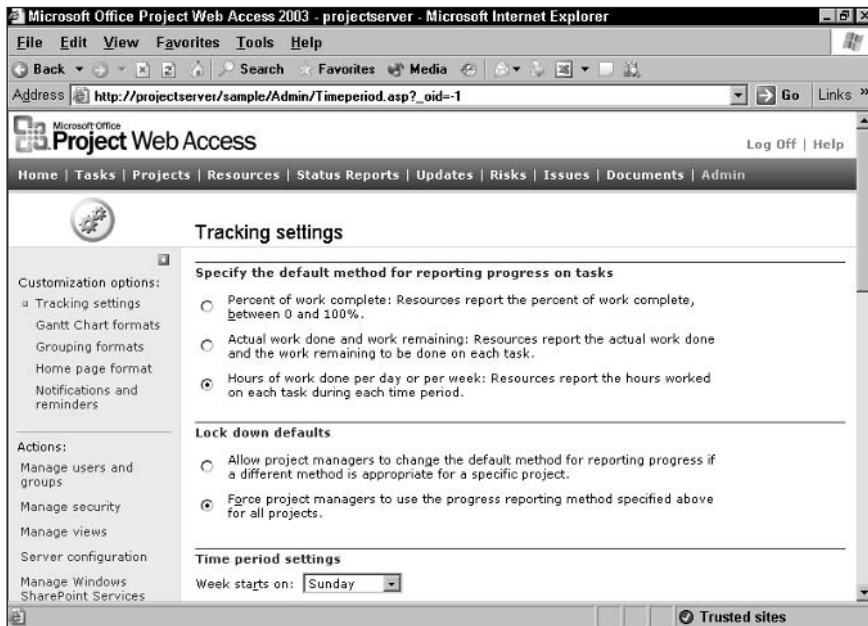 Microsoft Office Project Web Access 2003 - projectserver - Microsoft Internet Explorer
File Edit View Favorites Tools Help
Back Search Favorites Media
Address http://projectserver/sample/Admin/Timeperiod.asp?_oid=-1 Go Links »
Microsoft Office
Project Web Access
Log Off | Help
Home | Tasks | Projects | Resources | Status Reports | Updates | Risks | Issues | Documents | Admin
Tracking settings
Customization options:
Tracking settings
Gantt Chart formats
Grouping formats
Home page format
Notifications and
reminders
Actions:
Manage users and
groups
Manage security
Manage views
Server configuration
Manage Windows
SharePoint Services
Specify the default method for reporting progress on tasks
Percent of work complete: Resources report the percent of work complete,
between 0 and 100%.
Actual work done and work remaining: Resources report the actual work done
and the work remaining to be done on each task.
Hours of work done per day or per week: Resources report the hours worked
on each task during each time period.
Lock down defaults
Allow project managers to change the default method for reporting progress if
a different method is appropriate for a specific project.
Force project managers to use the progress reporting method specified above
for all projects.
Time period settings
Week starts on: Sunday
Trusted sites